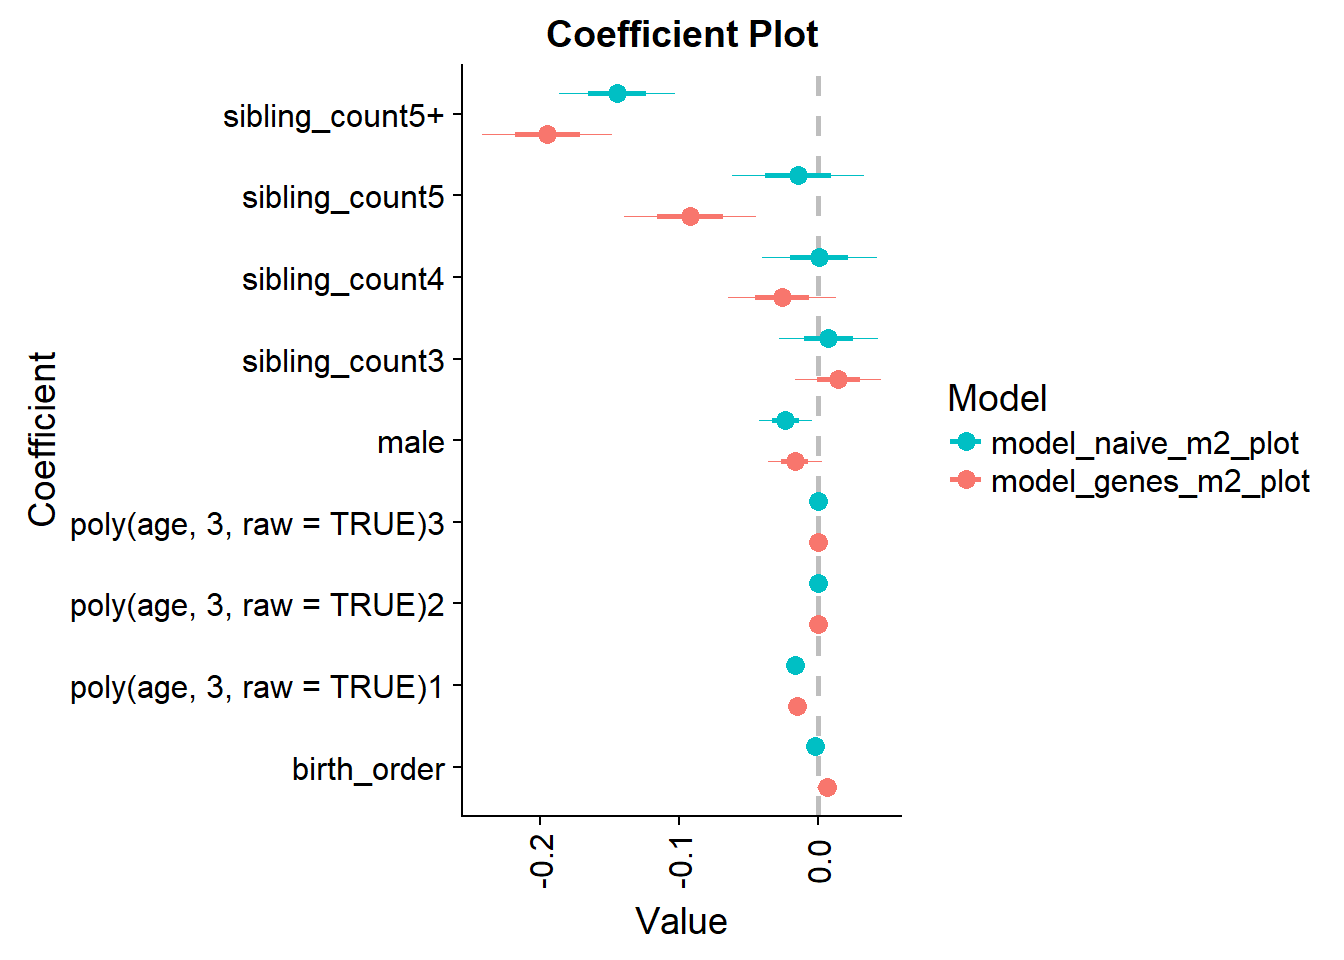 Coefficient Plot
Coefficient
sibling_count5+
sibling_count5
sibling_count4
sibling_count3
male
poly(age, 3, raw = TRUE)3
poly(age, 3, raw = TRUE)2
poly(age, 3, raw = TRUE)1
birth_order
-0.2
-0.1
0.0
Value
Model
model_naive_m2_plot
model_genes_m2_plot